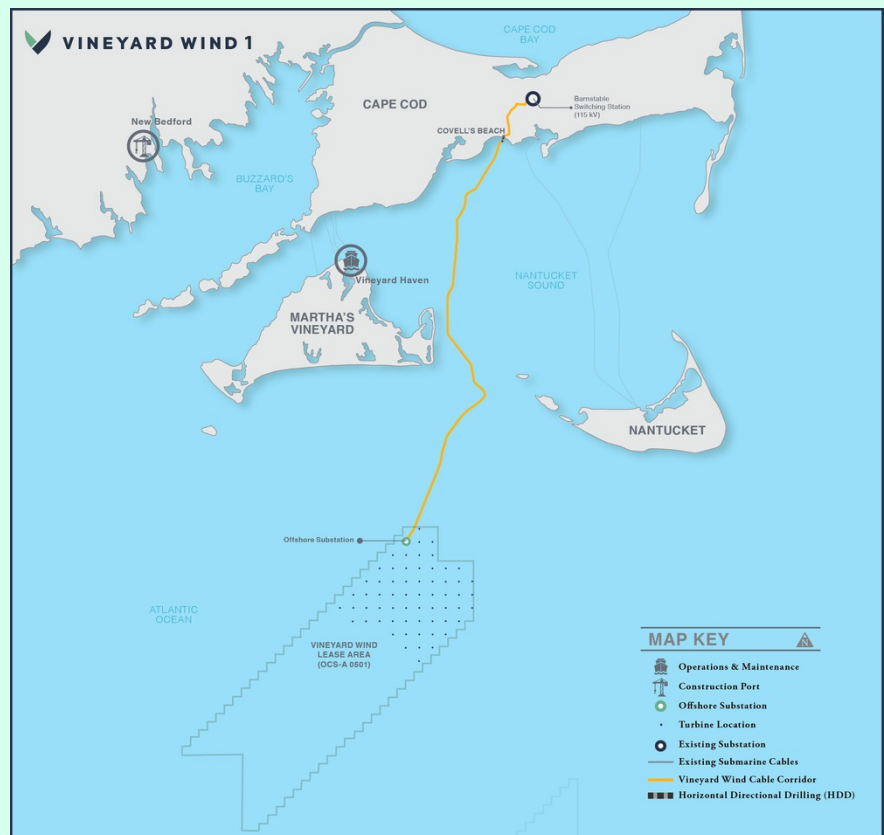 VINEYARD WIND 1
CAPE COD
BAY
CAPE COD
Barnstable
Switching Station
(115 kV)
New Bedford
COVELL'S BEACH
BUZZARD'S
BAY
Vineyard Haven
NANTUCKET
SOUND
MARTHA'S
VINEYARD
NANTUCKET
Offshore Substation
ATLANTIC
OCEAN
VINEYARD WIND
LEASE AREA
(OCS-A 0501)
MAP KEY
N
Operations & Maintenance
Construction Port
Offshore Substation
Turbine Location
Existing Substation
Existing Submarine Cables
Vineyard Wind Cable Corridor
Horizontal Directional Drilling (HDD)